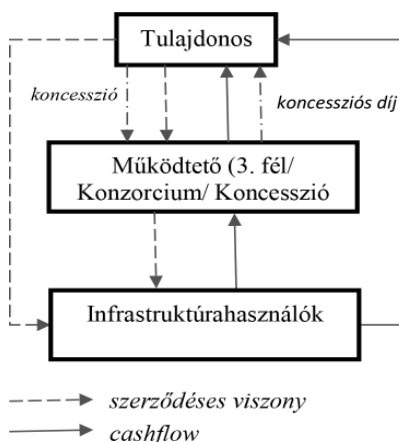 Tulajdonos
koncesszió
koncessziós díj
Működtető (3. fél/
Konzorcium/ Koncesszió
Infrastruktúrahasználók
szerződéses viszony
cashflow